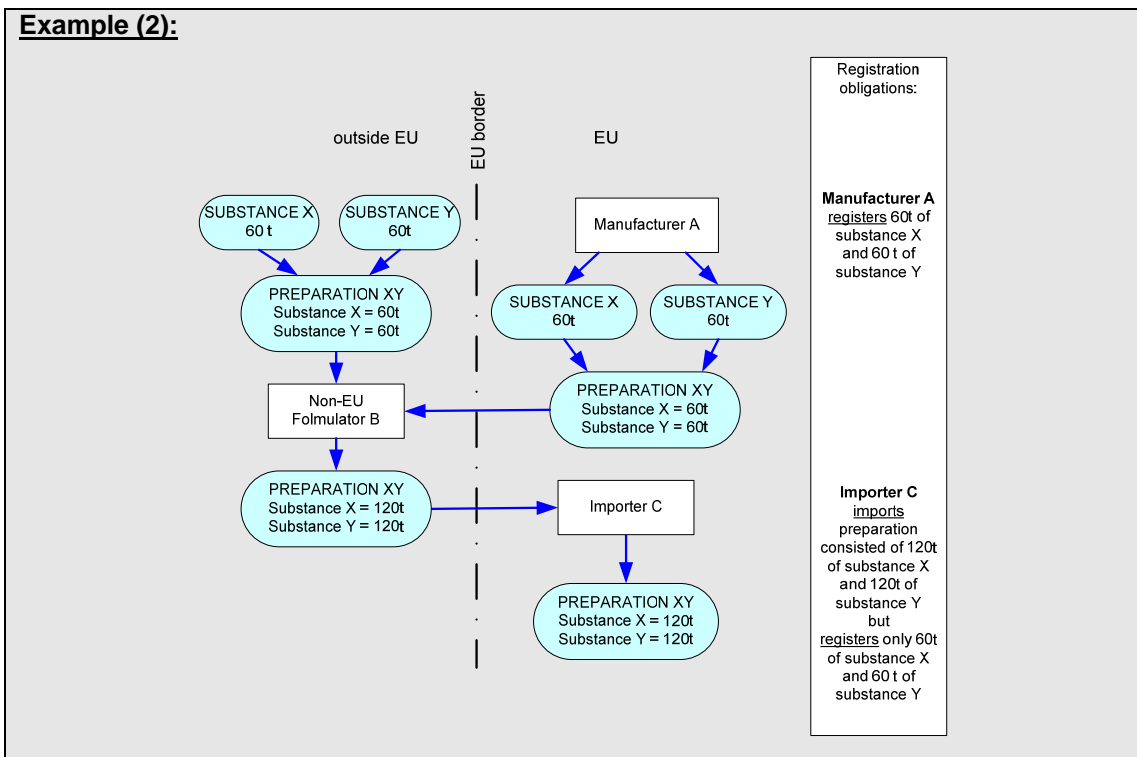 Example (2):
outside EU
EU border
EU
SUBSTANCE X
60 t
SUBSTANCE Y
60t
PREPARATION XY
Substance X = 60t
Substance Y = 60t
Non-EU
Folmulator B
PREPARATION XY
Substance X = 120t
Substance Y = 120t
Manufacturer A
SUBSTANCE X
60t
SUBSTANCE Y
60t
PREPARATION XY
Substance X = 60t
Substance Y = 60t
Importer C
PREPARATION XY
Substance X = 120t
Substance Y = 120t
Registration
obligations:
Manufacturer A
registers 60t of
substance X
and 60 t of
substance Y
Importer C
imports
preparation
consisted of 120t
of substance X
and 120t of
substance Y
but
registers only 60t
of substance X
and 60 t of
substance Y